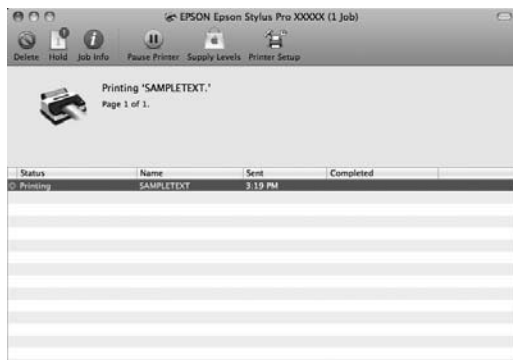 EPSON Epson Stylus Pro XXXXX (1 Job)
Delete Hold Job Info Pause Printer Supply Levels Printer Setup
Printing 'SAMPLETEXT.'
Page 1 of 1.
Status Name Sent Completed
Printing SAMPLETEXT 3:19 PM